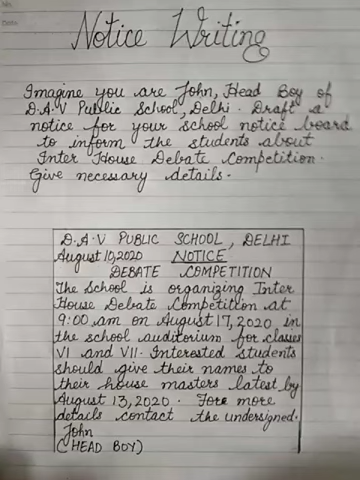 Notice Writing
Imagine you are John, Head Boy of
D.A.V Public School, Delhi. Draft a
notice for your school notice board
to inform the students about
Inter House Debate Competition.
Give necessary details.
D.A.V PUBLIC SCHOOL, DELHI
August 10,2020 NOTICE
DEBATE COMPETITION
The School is organizing Inter
House Debate Competition at
9:00 am on August 17, 2020 in
the school auditorium for classes
VI and VII. Interested students
should give their names to
their house masters latest by
August 13, 2020. For more
details contact the undersigned.
John
(HEAD BOY)